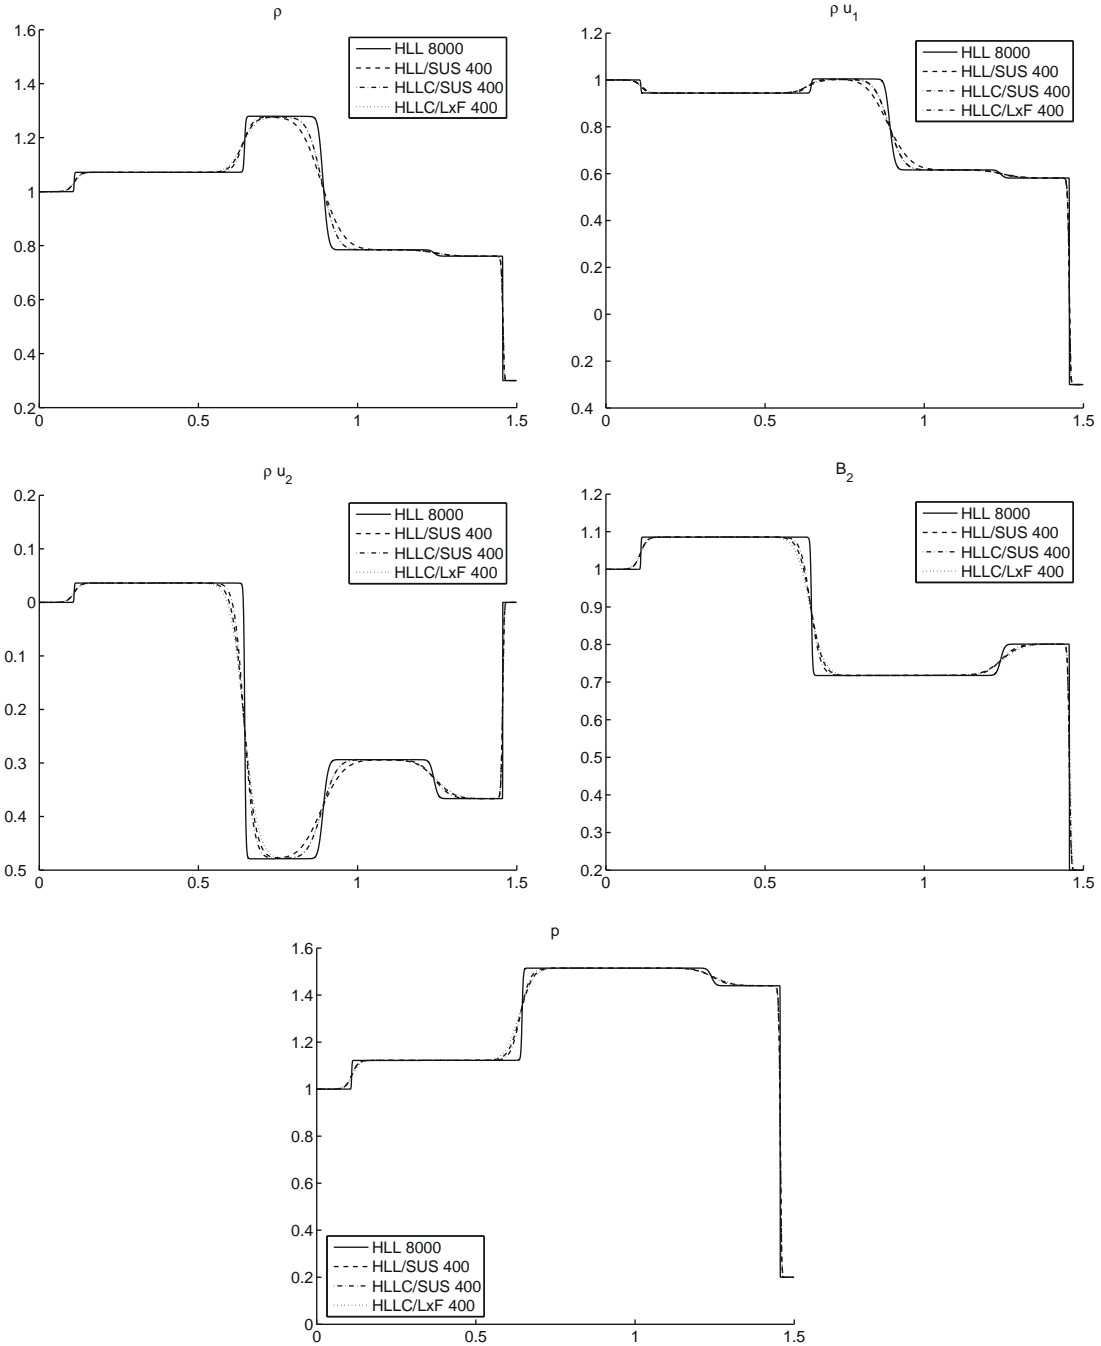 ρ
1.6
1.4
1.2
1
0.8
0.6
0.4
0.2
0 0.5 1 1.5
HLL 8000
HLL/SUS 400
HLLC/SUS 400
HLLC/LxF 400
ρ u1
1.2
1
0.8
0.6
0.4
0.2
0
0.2
0.4
0 0.5 1 1.5
HLL 8000
HLL/SUS 400
HLLC/SUS 400
HLLC/LxF 400
ρ u2
0.2
0.1
0
0.1
0.2
0.3
0.4
0.5
0 0.5 1 1.5
HLL 8000
HLL/SUS 400
HLLC/SUS 400
HLLC/LxF 400
B2
1.2
1.1
1
0.9
0.8
0.7
0.6
0.5
0.4
0.3
0.2
0 0.5 1 1.5
HLL 8000
HLL/SUS 400
HLLC/SUS 400
HLLC/LxF 400
p
1.6
1.4
1.2
1
0.8
0.6
0.4
0.2
0
0 0.5 1 1.5
HLL 8000
HLL/SUS 400
HLLC/SUS 400
HLLC/LxF 400